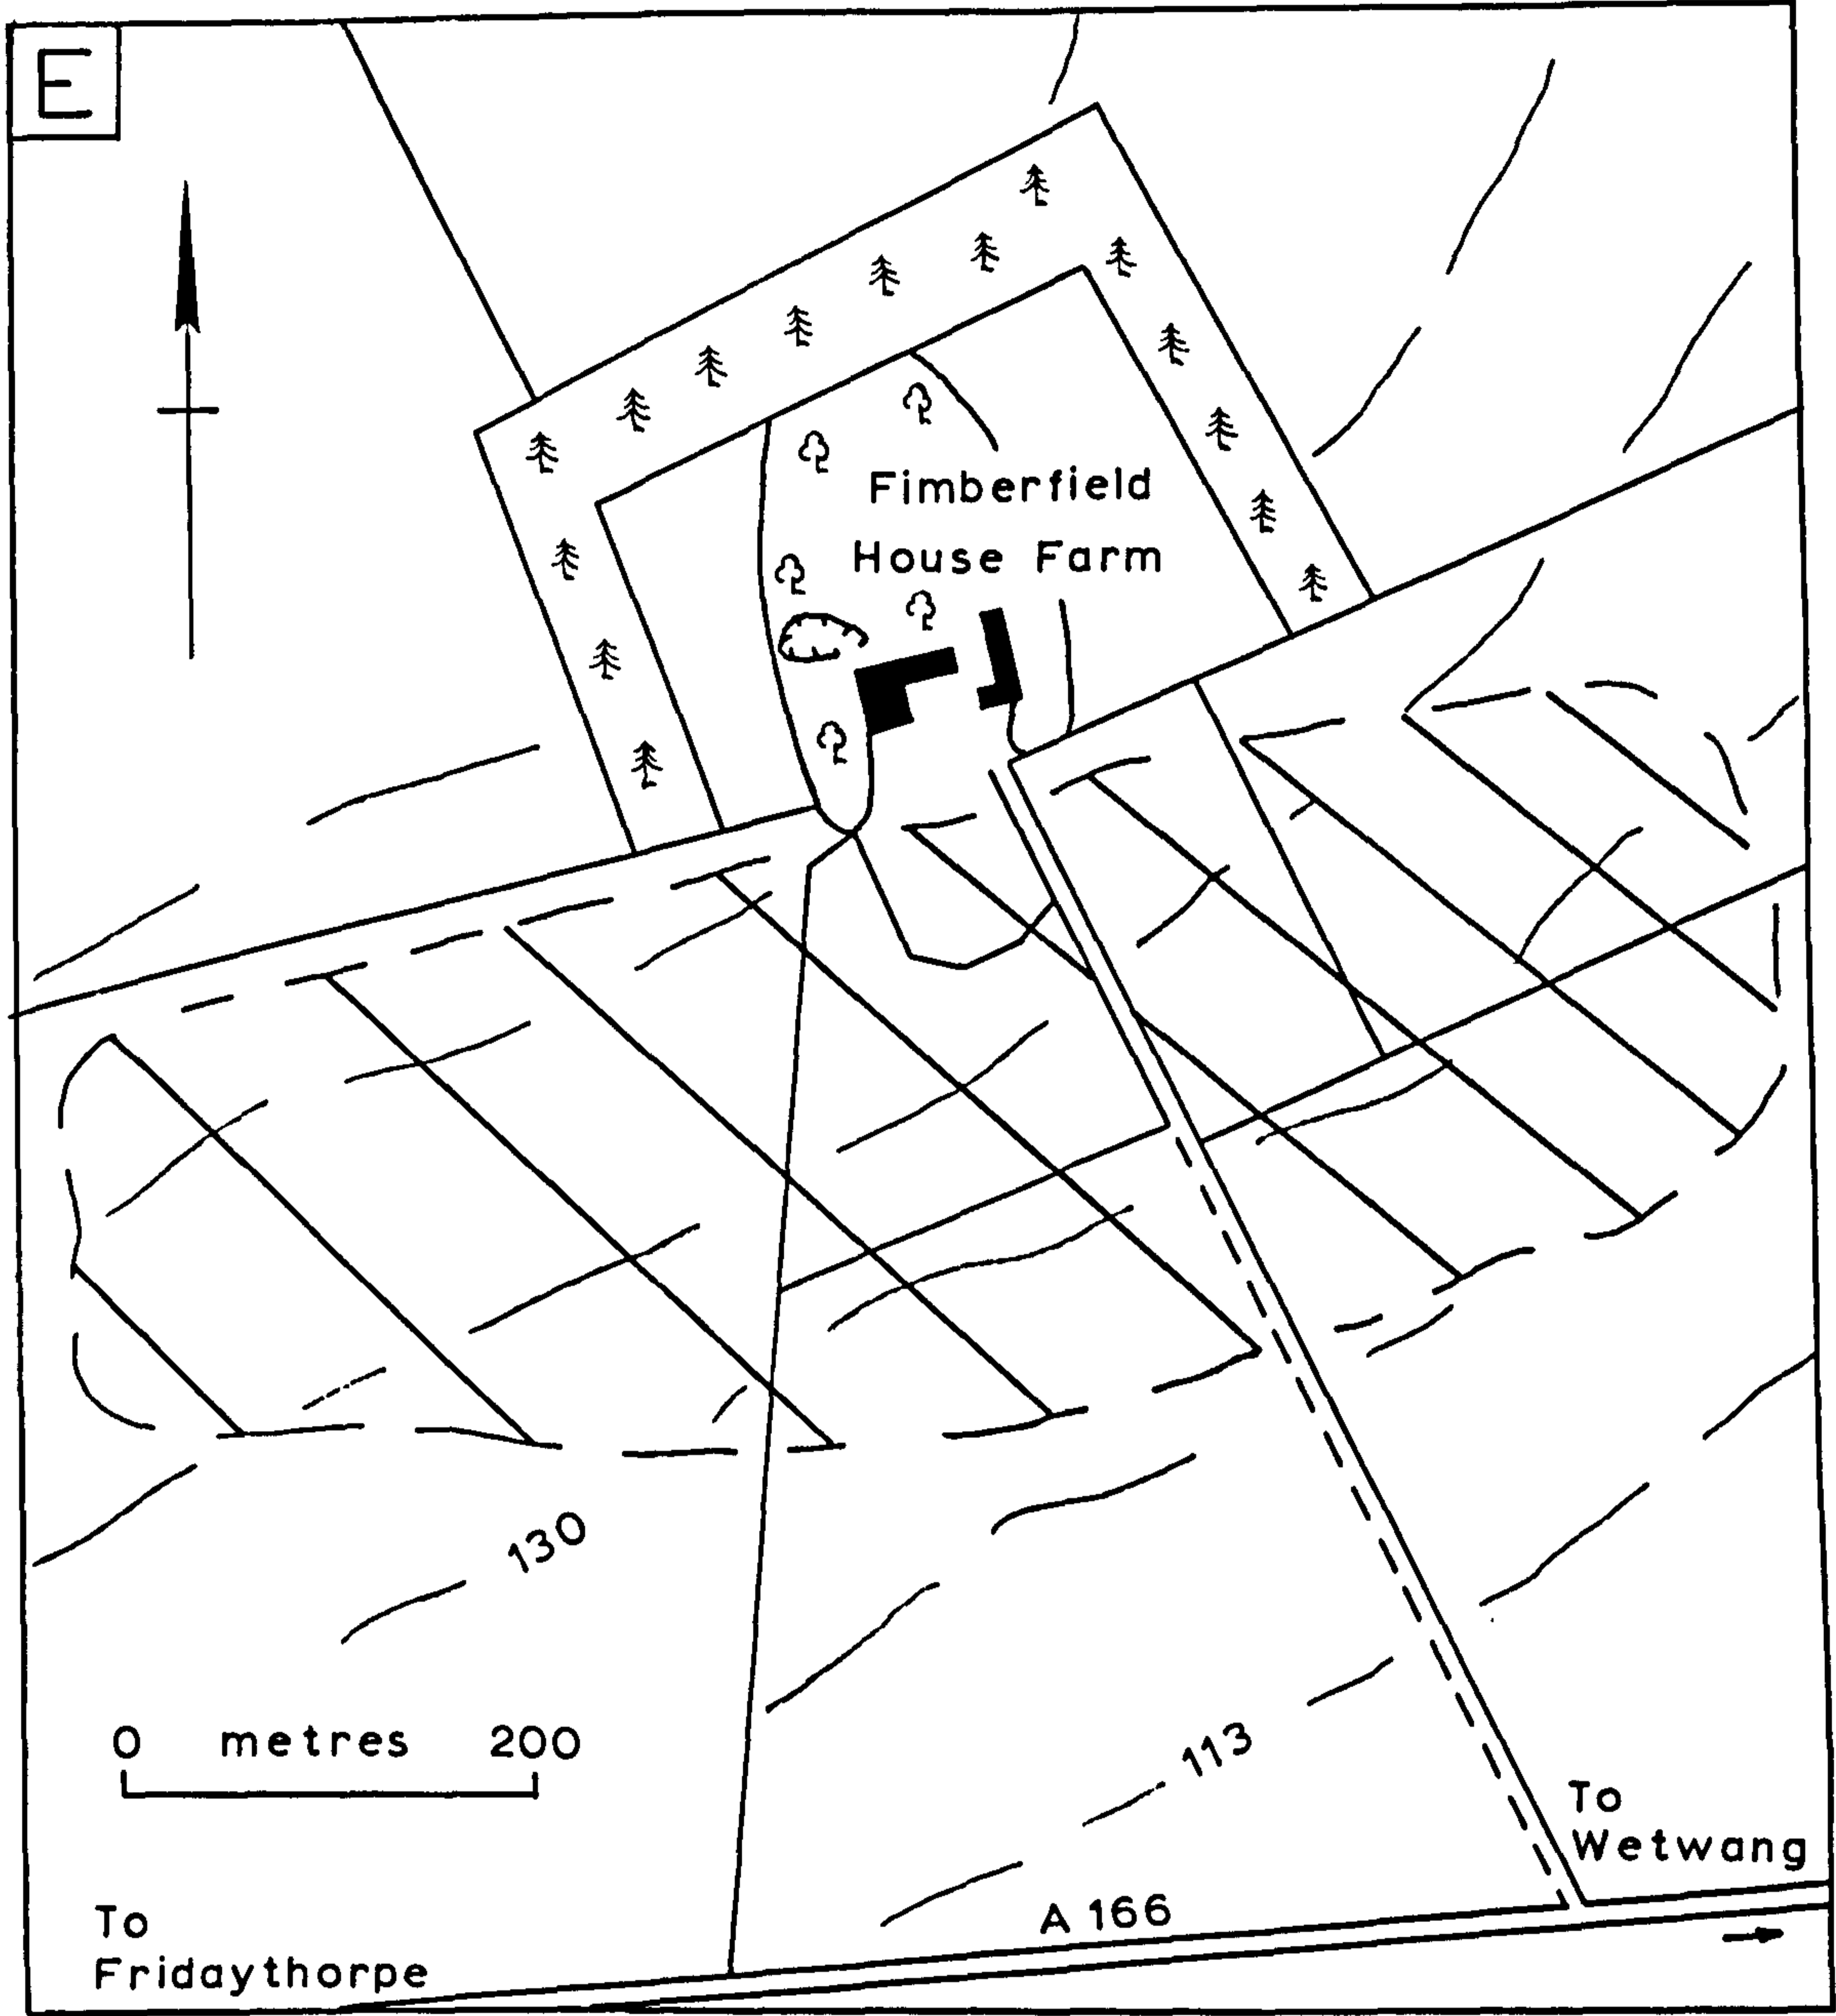 E
Fimberfield
House Farm
130
0 metres 200
113
To
Wetwang
A 166
To
Fridaythorpe